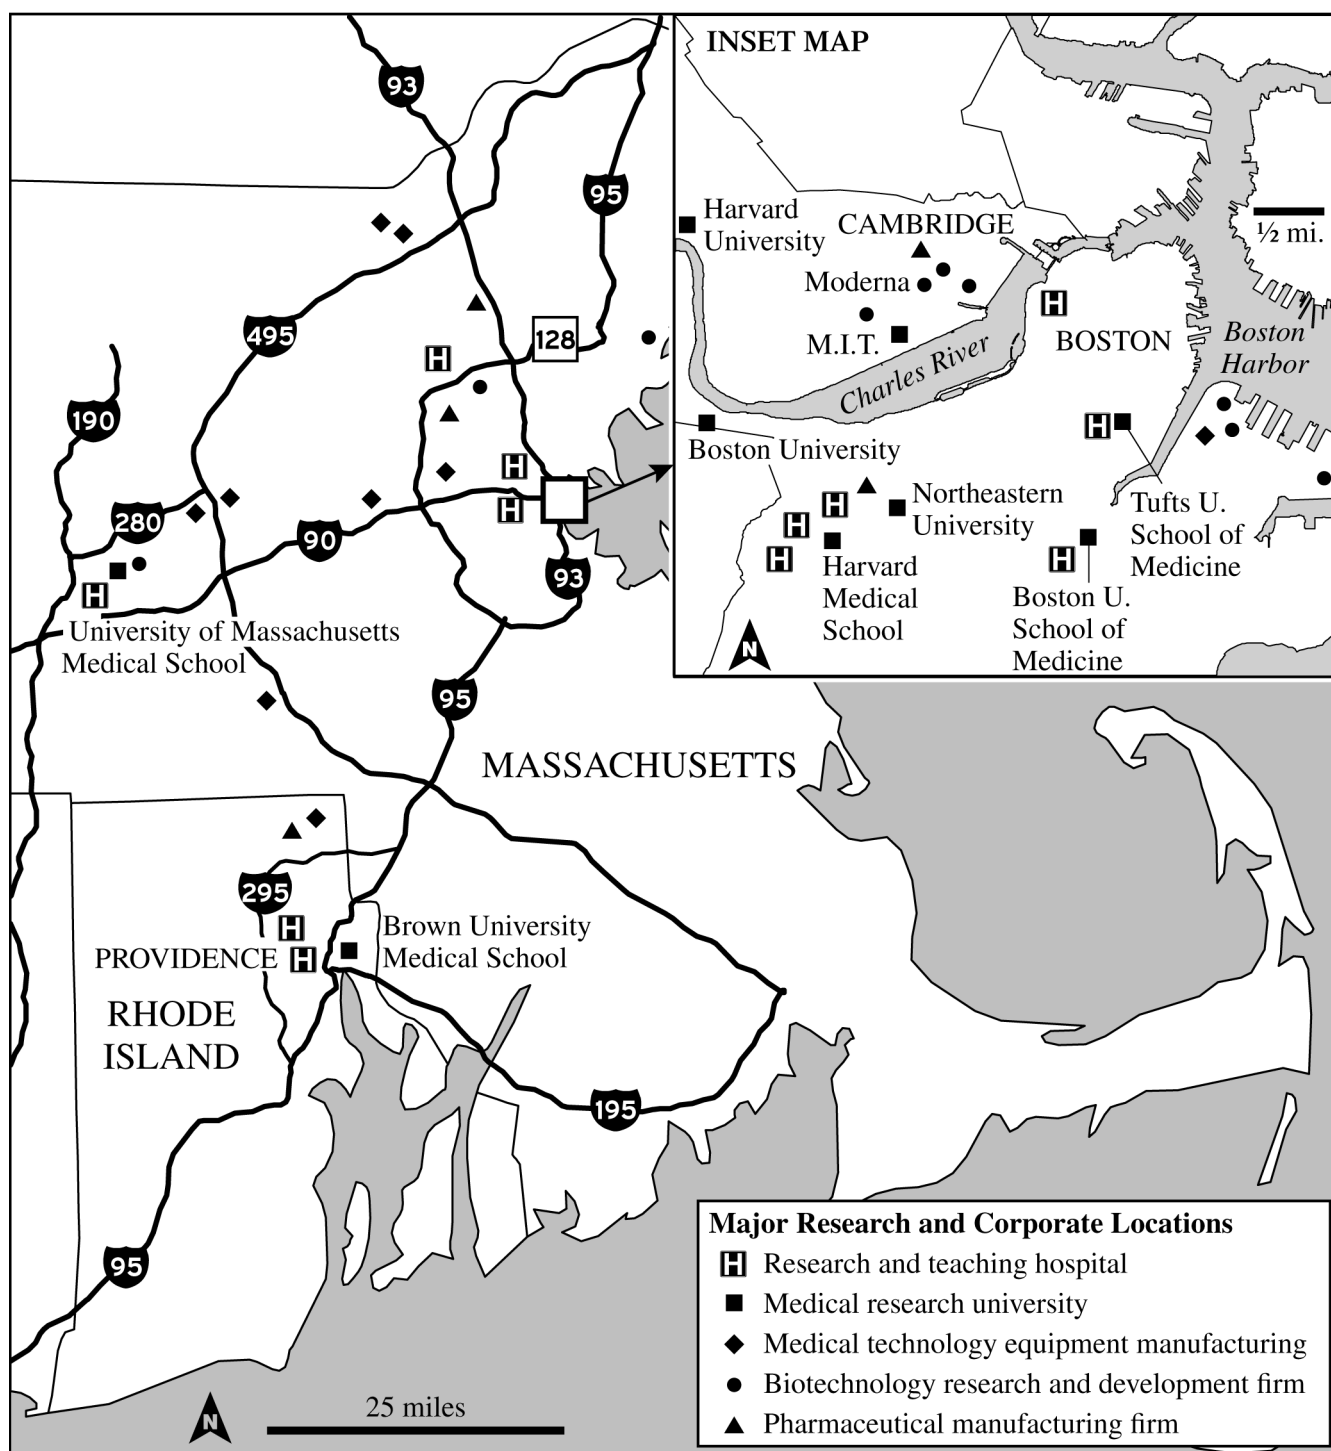 INSET MAP
93
95
128
495
190
280
90
93
95
University of Massachusetts
Medical School
MASSACHUSETTS
295
Brown University
Medical School
PROVIDENCE
RHODE
ISLAND
195
95
N
25 miles
Harvard
University
CAMBRIDGE
½ mi.
Moderna
M.I.T.
BOSTON
Boston
Harbor
Charles River
Boston University
Northeastern
University
Tufts U.
School of
Medicine
Harvard
Medical
School
Boston U.
School of
Medicine
N
H
H
H
H
H
H
H
H
H
H
H
H
Major Research and Corporate Locations
H Research and teaching hospital
Medical research university
Medical technology equipment manufacturing
Biotechnology research and development firm
Pharmaceutical manufacturing firm